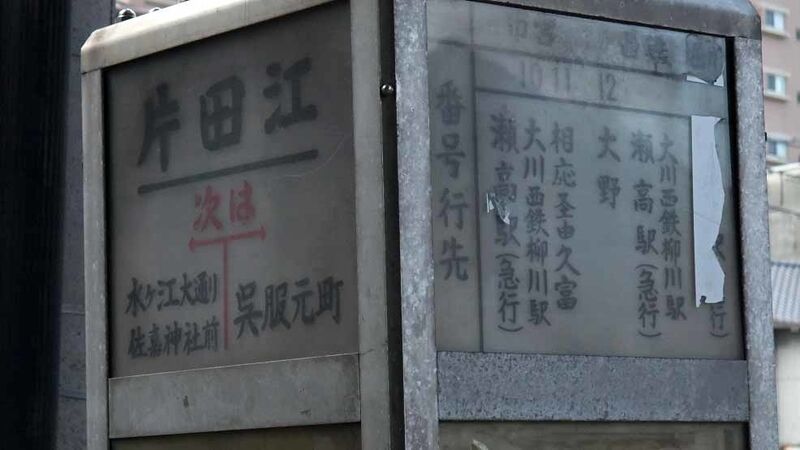 片田江
次は
水ヶ江大通り
佐嘉神社前
呉服元町
市営
10 11 12
番号行先
大川西鉄柳川駅
瀬高駅(急行)
大野
相応圣由久富
大川西鉄柳川駅
瀬高駅(急行)